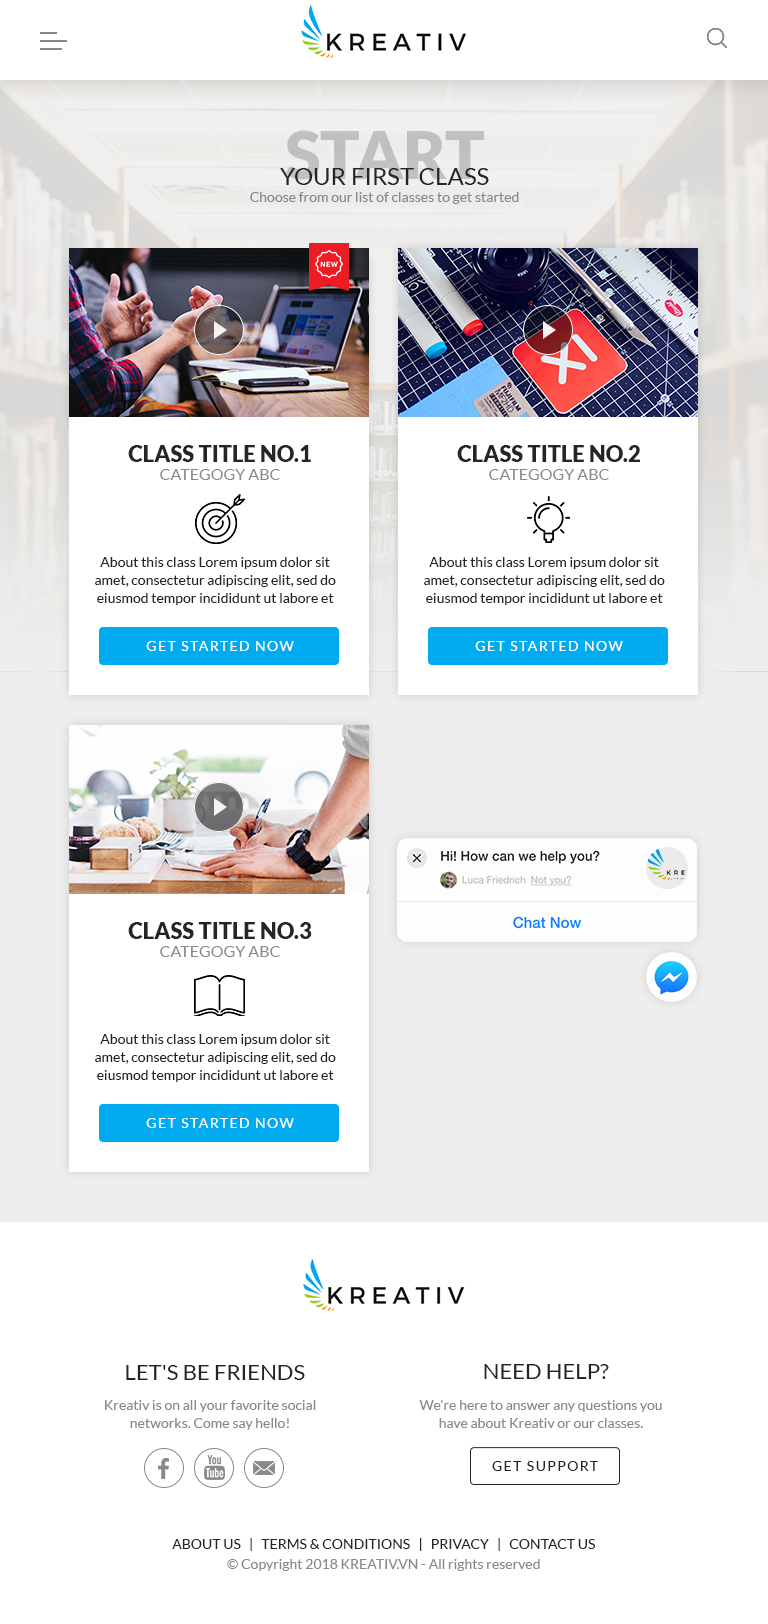 KREATIV
START
YOUR FIRST CLASS
Choose from our list of classes to get started
NEW
CLASS TITLE NO.1
CATEGOGY ABC
About this class Lorem ipsum dolor sit
amet, consectetur adipiscing elit, sed do
eiusmod tempor incididunt ut labore et
GET STARTED NOW
FUJIFILM
CLASS TITLE NO.2
CATEGOGY ABC
About this class Lorem ipsum dolor sit
amet, consectetur adipiscing elit, sed do
eiusmod tempor incididunt ut labore et
GET STARTED NOW
CLASS TITLE NO.3
CATEGOGY ABC
About this class Lorem ipsum dolor sit
amet, consectetur adipiscing elit, sed do
eiusmod tempor incididunt ut labore et
GET STARTED NOW
Hi! How can we help you?
Luca Friedrich Not you?
KRE
Chat Now
KREATIV
LET'S BE FRIENDS
Kreativ is on all your favorite social
networks. Come say hello!
You
Tube
NEED HELP?
We're here to answer any questions you
have about Kreativ or our classes.
GET SUPPORT
ABOUT US | TERMS & CONDITIONS | PRIVACY | CONTACT US
© Copyright 2018 KREATIV.VN - All rights reserved